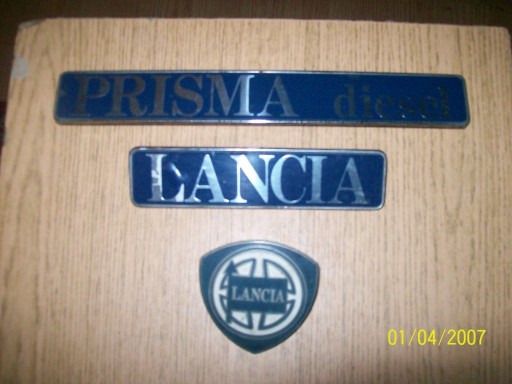 PRISMA diesel
LANCIA
LANCIA
01/04/2007